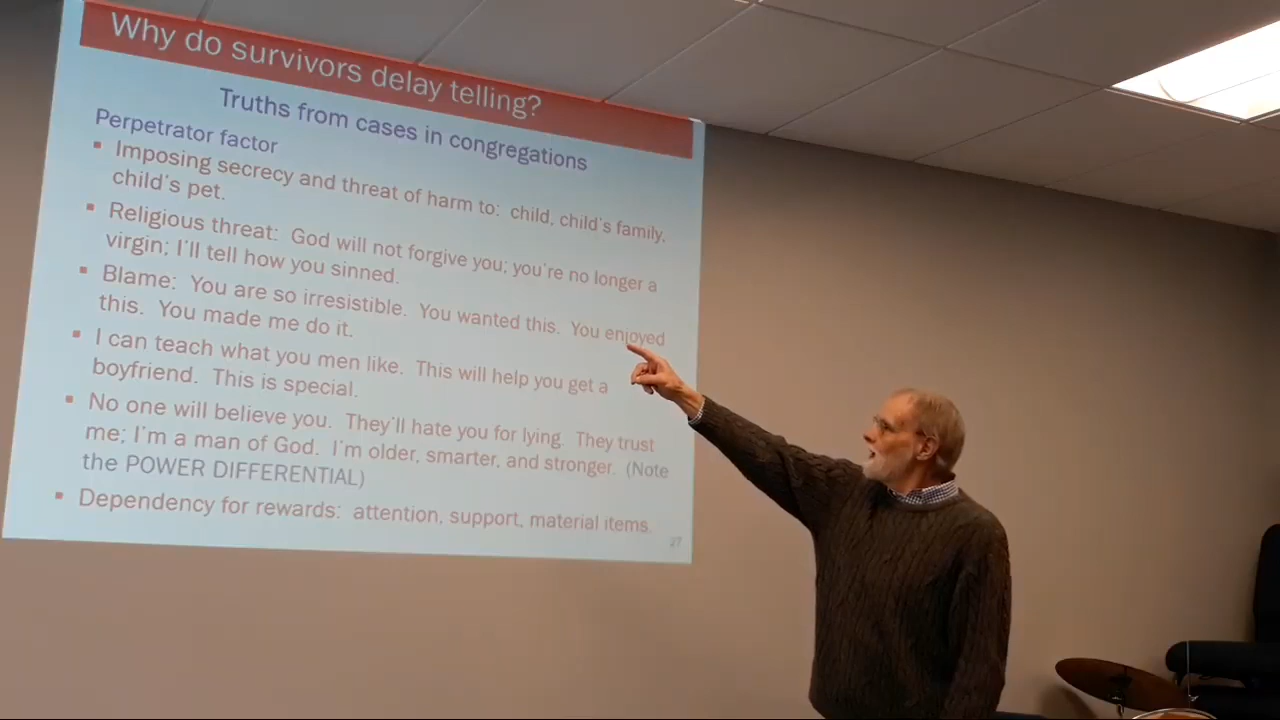 Why do survivors delay telling?
Truths from cases in congregations
Perpetrator factor
▪ Imposing secrecy and threat of harm to: child, child's family,
child's pet.
▪ Religious threat: God will not forgive you; you're no longer a
virgin; I'll tell how you sinned.
▪ Blame: You are so irresistible. You wanted this. You enjoyed
this. You made me do it.
▪ I can teach what you men like. This will help you get a
boyfriend. This is special.
▪ No one will believe you. They'll hate you for lying. They trust
me; I'm a man of God. I'm older, smarter, and stronger. (Note
the POWER DIFFERENTIAL)
▪ Dependency for rewards: attention, support, material items.
27